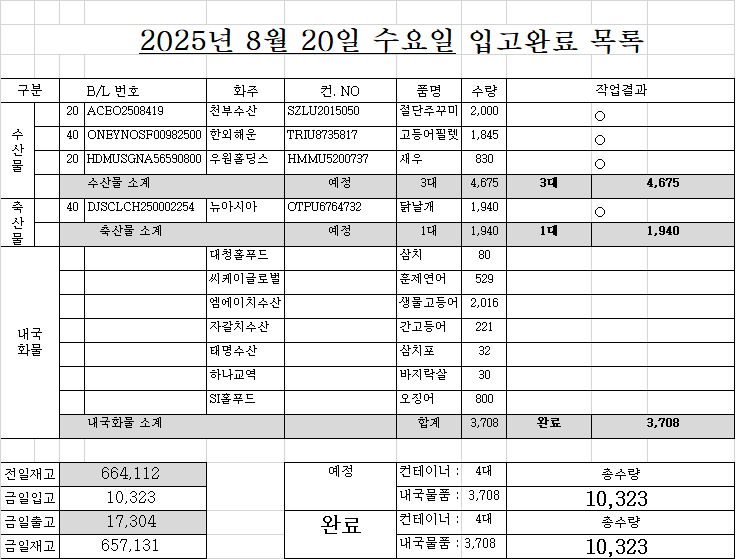 2025년 8월 20일 수요일 입고완료 목록
구분 B/L 번호 화주 컨. NO 품명 수량 작업결과
수산물
20 ACEO2508419 천부수산 SZLU2015050 절단주꾸미 2,000 ○
40 ONEYNOSF00982500 한외해운 TRIU8735817 고등어필렛 1,845 ○
20 HDMUSGNA56590800 우원홀딩스 HMMU5200737 새우 830 ○
수산물 소계 예정 3대 4,675 3대 4,675
축산물
40 DJSCLCH250002254 뉴아시아 OTPU6764732 닭날개 1,940 ○
축산물 소계 예정 1대 1,940 1대 1,940
내국화물
대청홀푸드 삼치 80
씨케이글로벌 훈제연어 529
엠에이치수산 생물고등어 2,016
자갈치수산 간고등어 221
태명수산 삼치포 32
하나교역 바지락살 30
SI홀푸드 오징어 800
내국화물 소계 합계 3,708 완료 3,708
전일재고 664,112 예정 컨테이너 : 4대 총수량
금일입고 10,323 내국물품 : 3,708 10,323
금일출고 17,304 완료 컨테이너 : 4대 총수량
금일재고 657,131 내국물품 : 3,708 10,323